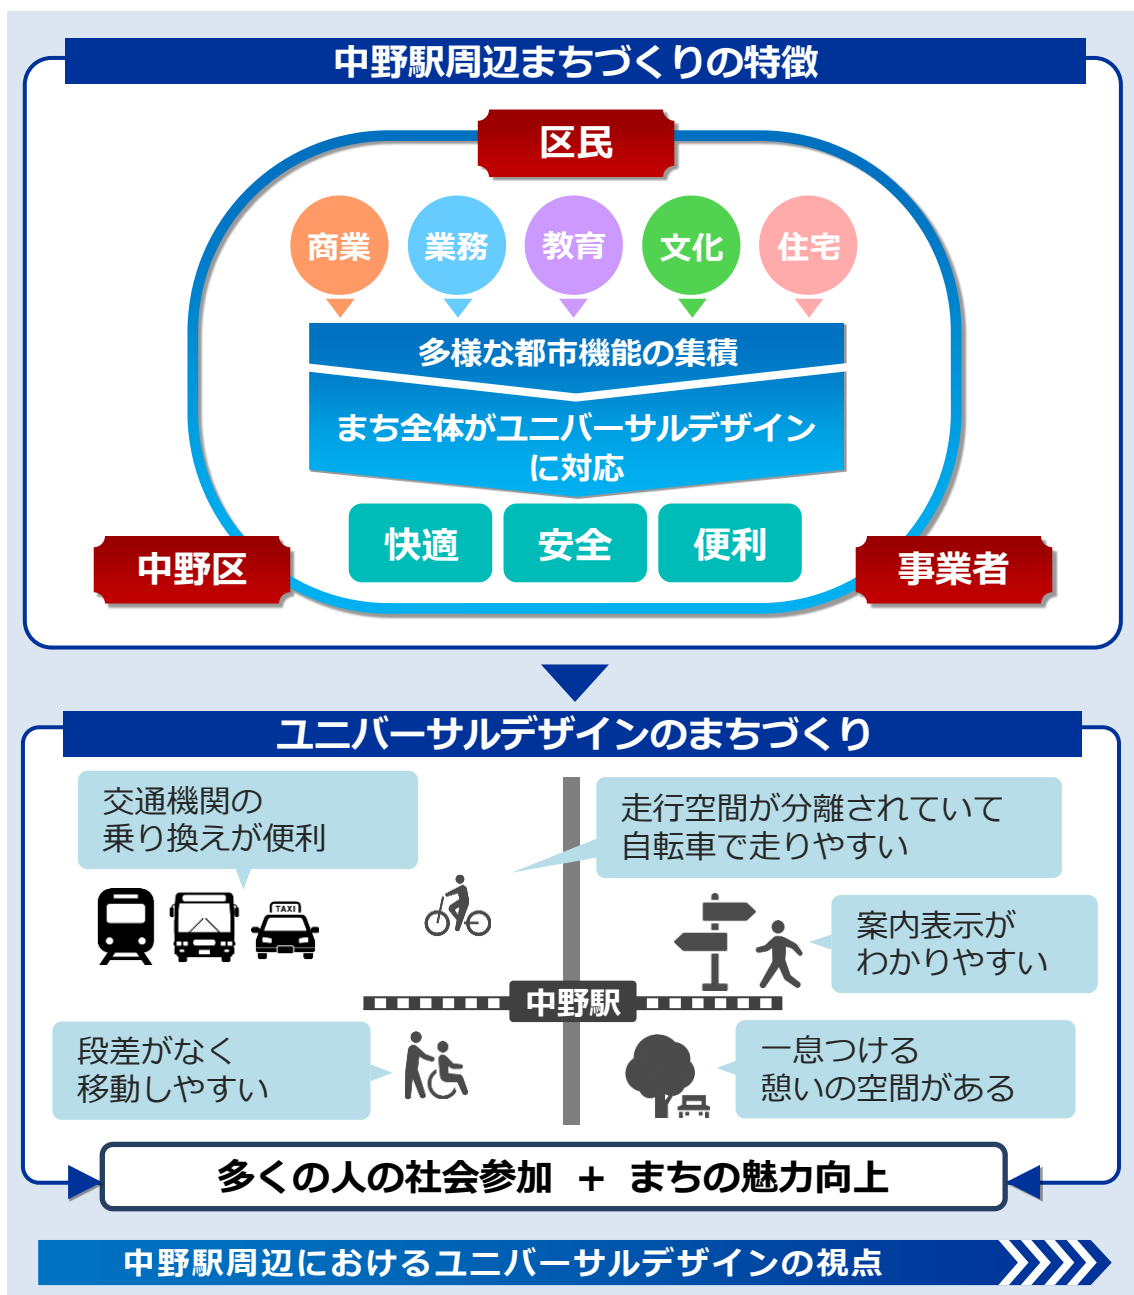 中野駅周辺まちづくりの特徴
区民
商業
業務
教育
文化
住宅
多様な都市機能の集積
まち全体がユニバーサルデザイン
に対応
快適
安全
便利
中野区
事業者
ユニバーサルデザインのまちづくり
交通機関の
乗り換えが便利
走行空間が分離されていて
自転車で走りやすい
TAXI
案内表示が
わかりやすい
中野駅
段差がなく
移動しやすい
一息つける
憩いの空間がある
多くの人の社会参加 + まちの魅力向上
中野駅周辺におけるユニバーサルデザインの視点